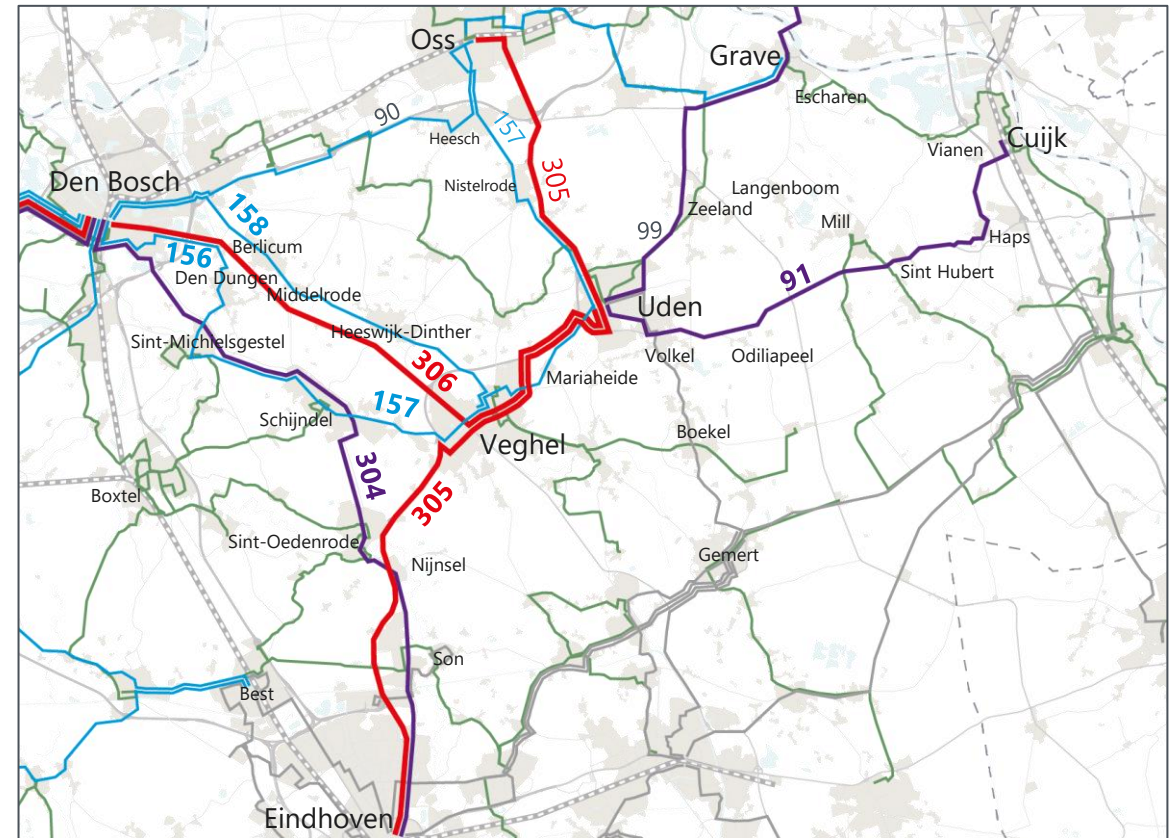 Oss
Grave
Escharen
90
157
Heesch
Vianen
Cuijk
305
Den Bosch
Nistelrode
Langenboom
158
Zeeland
Mill
99
Haps
156
Berlicum
Den Dungen
91
Sint Hubert
Middelrode
Uden
Heeswijk-Dinther
Sint-Michielsgestel
Volkel
Odiliapeel
306
Mariaheide
157
Schijndel
Boekel
Veghel
304
Boxtel
305
Sint-Oedenrode
Nijnsel
Gemert
Son
Best
Eindhoven